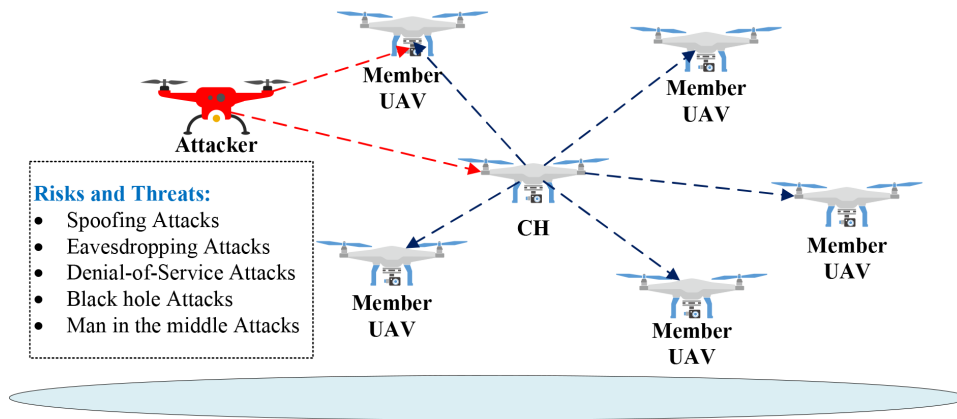 Member
UAV
Member
UAV
Attacker
Risks and Threats:
• Spoofing Attacks
• Eavesdropping Attacks
• Denial-of-Service Attacks
• Black hole Attacks
• Man in the middle Attacks
CH
Member
UAV
Member
UAV
Member
UAV